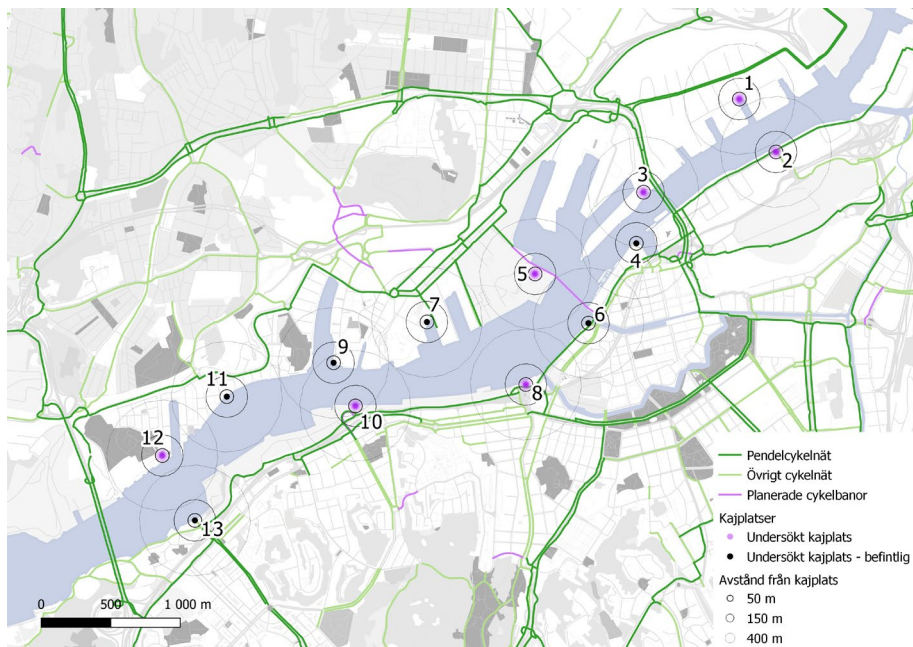 1
2
3
4
5
6
7
8
9
10
11
12
13
Pendelcykelnät
Övrigt cykelnät
Planerade cykelbanor
Kajplatser
Undersökt kajplats
Undersökt kajplats - befintlig
Avstånd från kajplats
50 m
150 m
400 m
0 500 1 000 m